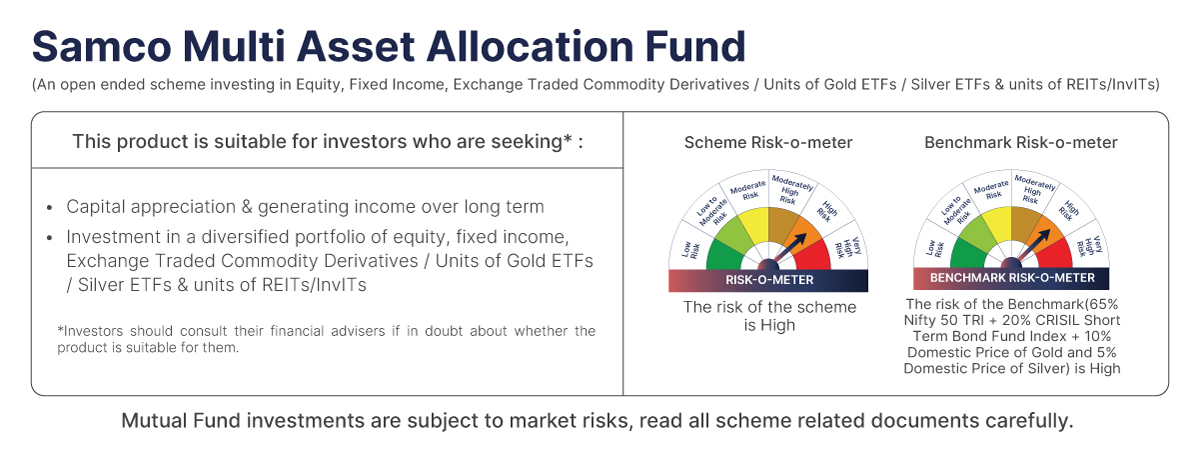 Samco Multi Asset Allocation Fund
(An open ended scheme investing in Equity, Fixed Income, Exchange Traded Commodity Derivatives / Units of Gold ETFs / Silver ETFs & units of REITs/InvITs)
This product is suitable for investors who are seeking* :
• Capital appreciation & generating income over long term
• Investment in a diversified portfolio of equity, fixed income,
Exchange Traded Commodity Derivatives / Units of Gold ETFs
/ Silver ETFs & units of REITs/InvITs
*Investors should consult their financial advisers if in doubt about whether the
product is suitable for them.
Scheme Risk-o-meter
Low
Risk
Low to
Moderate
Risk
Moderate
Risk
Moderately
High
Risk
High
Risk
Very
High
Risk
RISK-O-METER
The risk of the scheme
is High
Benchmark Risk-o-meter
Low
Risk
Low to
Moderate
Risk
Moderate
Risk
Moderately
High
Risk
High
Risk
Very
High
Risk
BENCHMARK RISK-O-METER
The risk of the Benchmark(65%
Nifty 50 TRI + 20% CRISIL Short
Term Bond Fund Index + 10%
Domestic Price of Gold and 5%
Domestic Price of Silver) is High
Mutual Fund investments are subject to market risks, read all scheme related documents carefully.